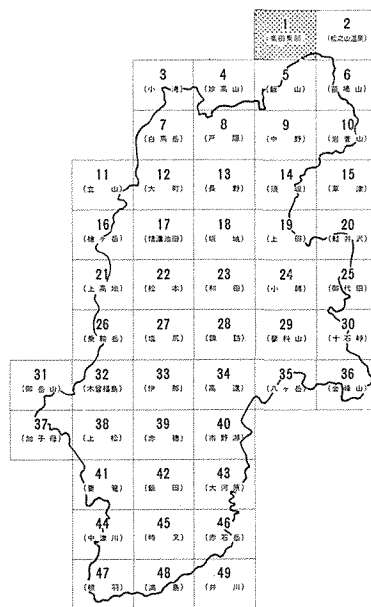 1 2
(高田東部) (松之山温泉)
3 4 5 6
(小滝) (妙高山) (飯山) (苗場山)
7 8 9 10
(白馬岳) (戸隠) (中野) (岩菅山)
11 12 13 14 15
(立山) (大町) (長野) (須坂) (草津)
16 17 18 19 20
(槍ヶ岳) (信濃池田) (坂城) (上田) (軽井沢)
21 22 23 24 25
(上高地) (松本) (和田) (小諸) (御代田)
26 27 28 29 30
(乗鞍岳) (塩尻) (諏訪) (蓼科山) (十石峠)
31 32 33 34 35 36
(御岳山) (木曽福島) (伊那) (高遠) (八ヶ岳) (金峰山)
37 38 39 40
(加子母) (上松) (赤穂) (市野瀬)
41 42 43
(妻籠) (飯田) (大河原)
44 45 46
(中津川) (時又) (赤石岳)
47 48 49
(根羽) (満島) (井川)